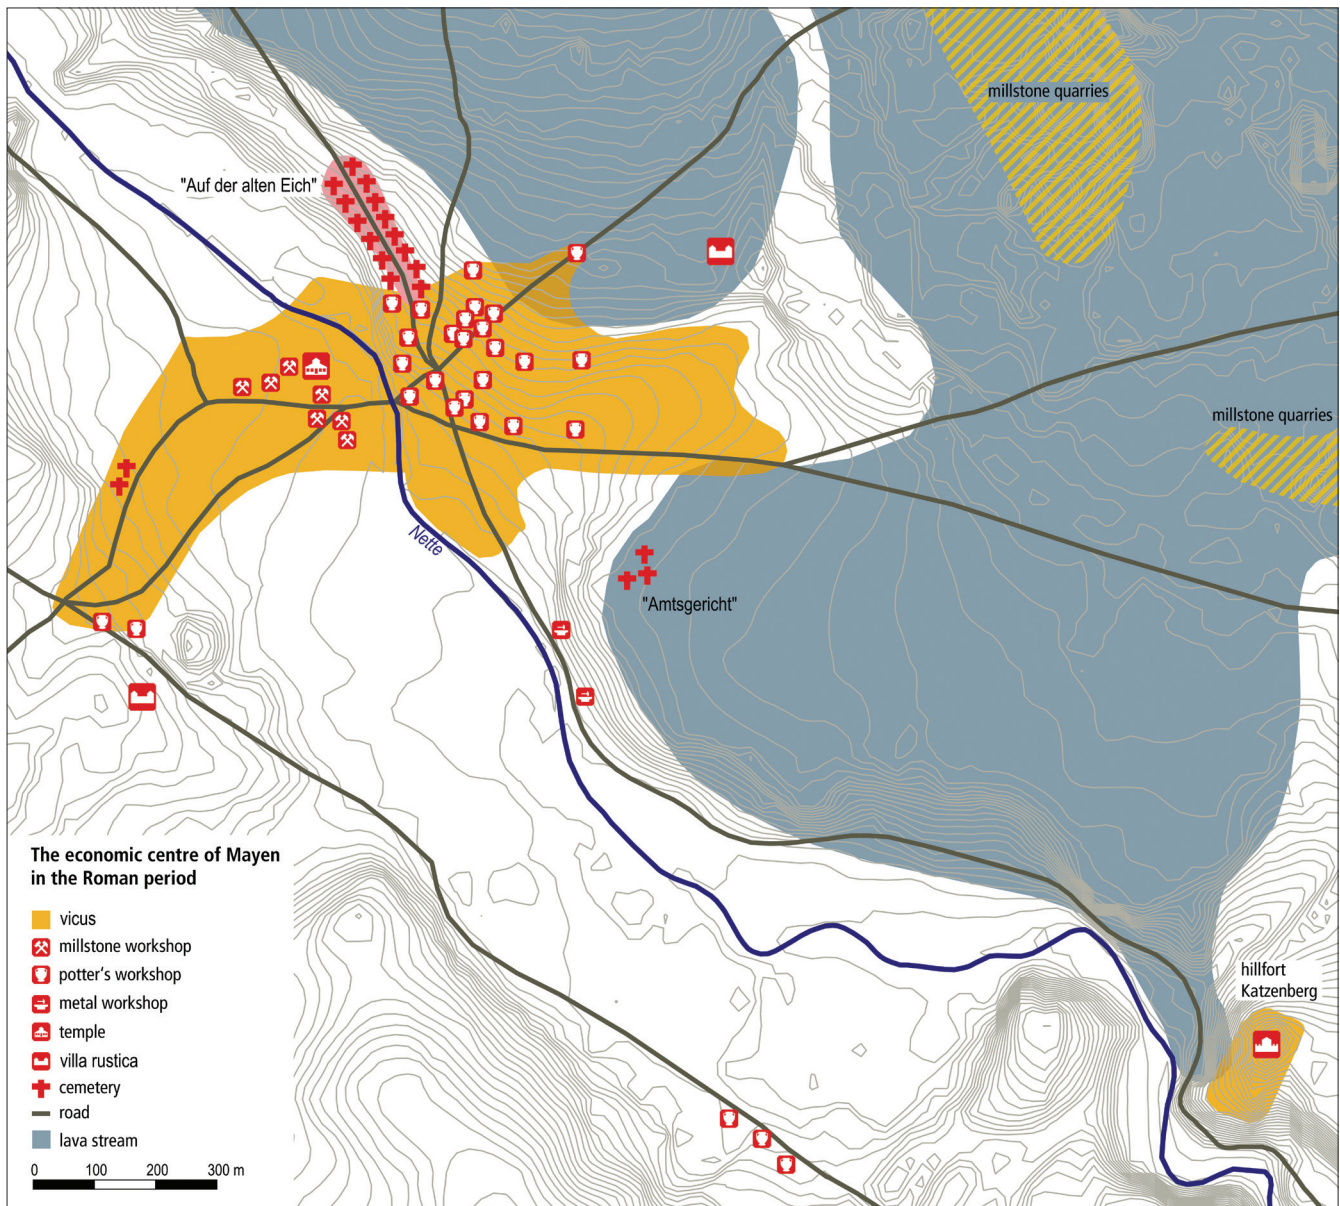 millstone quarries
"Auf der alten Eich"
millstone quarries
Nette
"Amtsgericht"
hillfort
Katzenberg
The economic centre of Mayen
in the Roman period
vicus
millstone workshop
potter's workshop
metal workshop
temple
villa rustica
cemetery
road
lava stream
0 100 200 300 m